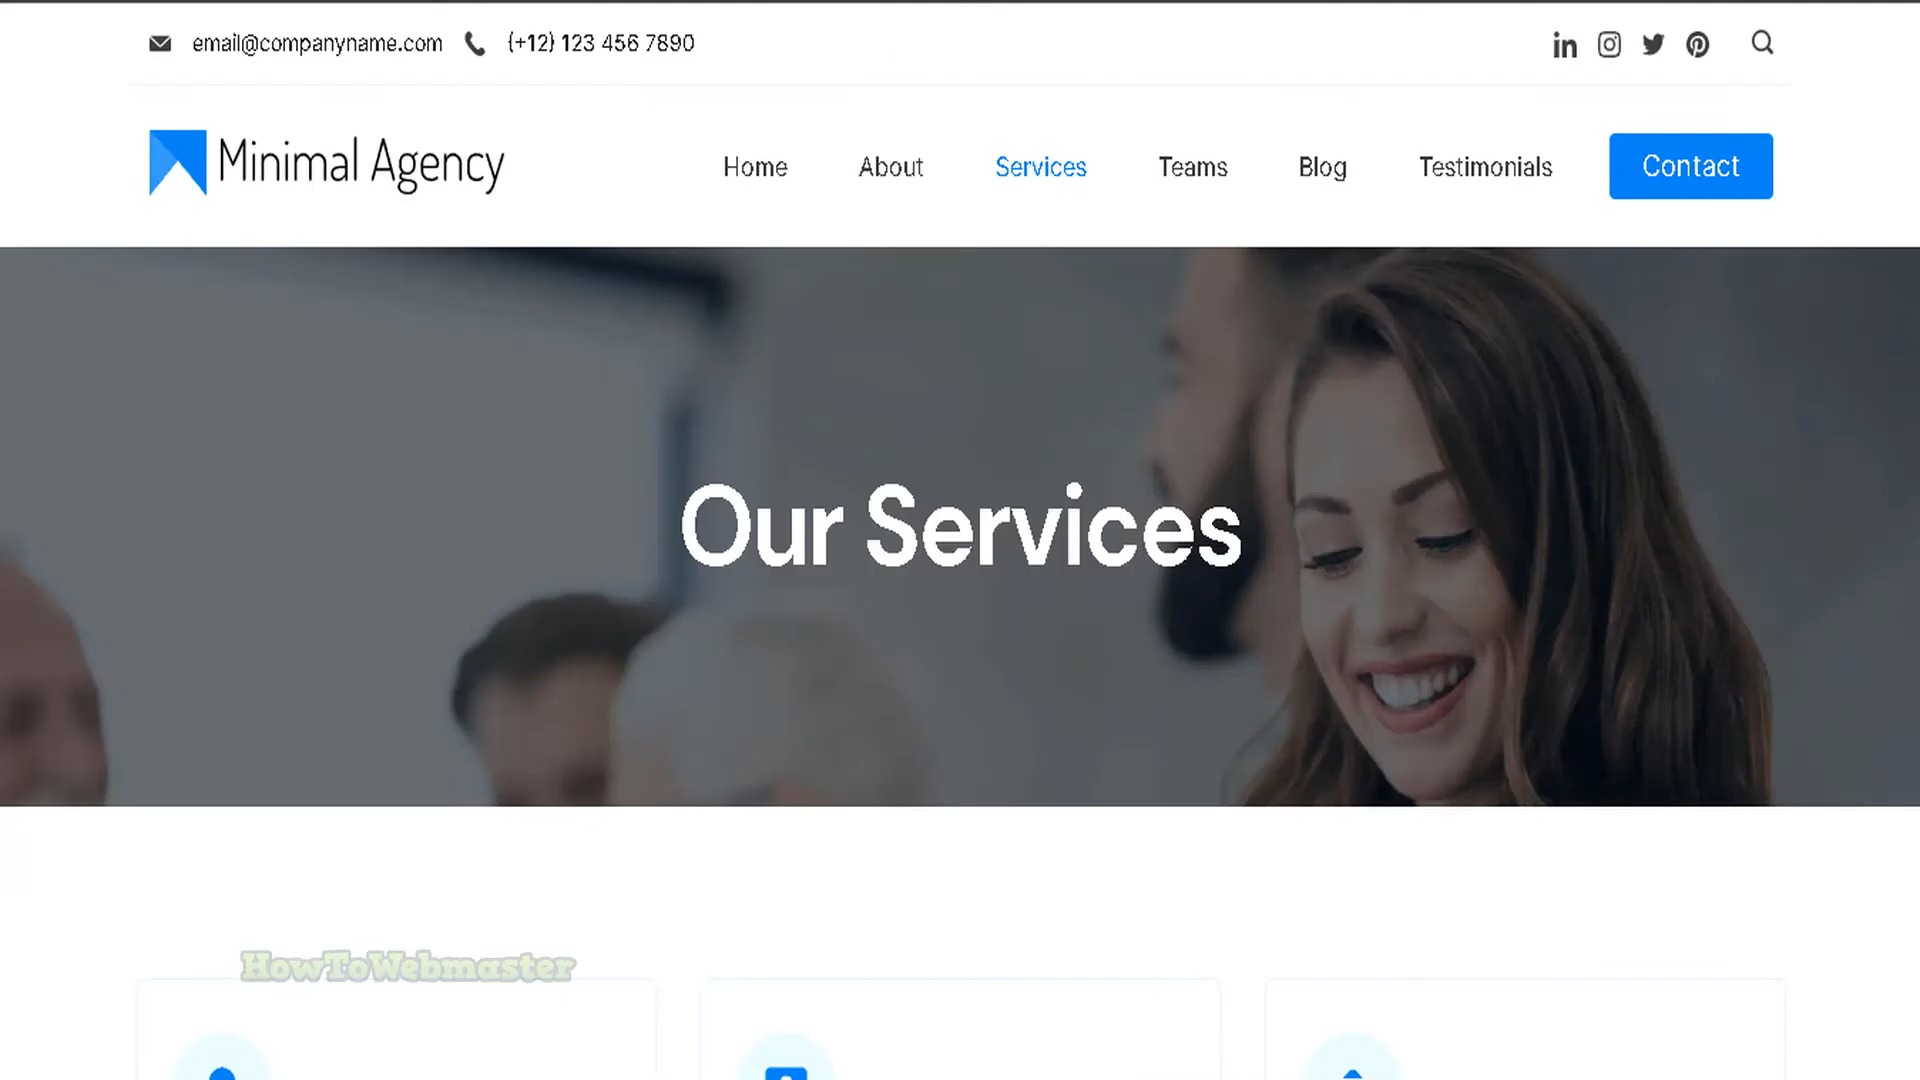 email@companyname.com (+12) 123 456 7890
Minimal Agency
Home About Services Teams Blog Testimonials Contact
Our Services
HowToWebmaster